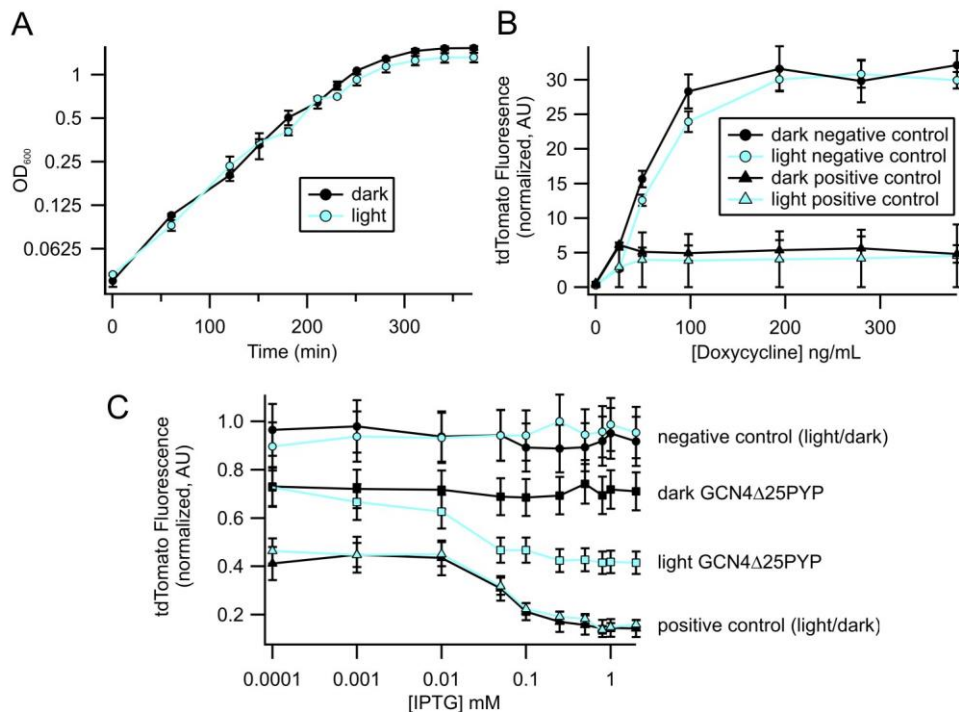 A
OD600
1
0.5
0.25
0.125
0.0625
dark
light
0
100
200
300
Time (min)
B
tdTomato Fluorescence
(normalized, AU)
30
25
20
15
10
5
0
dark negative control
light negative control
dark positive control
light positive control
0
100
200
300
[Doxycycline] ng/mL
C
tdTomato Fluorescence
(normalized, AU)
1.0
0.8
0.6
0.4
0.2
negative control (light/dark)
dark GCN4Δ25PYP
light GCN4Δ25PYP
positive control (light/dark)
0.0001
0.001
0.01
0.1
1
[IPTG] mM